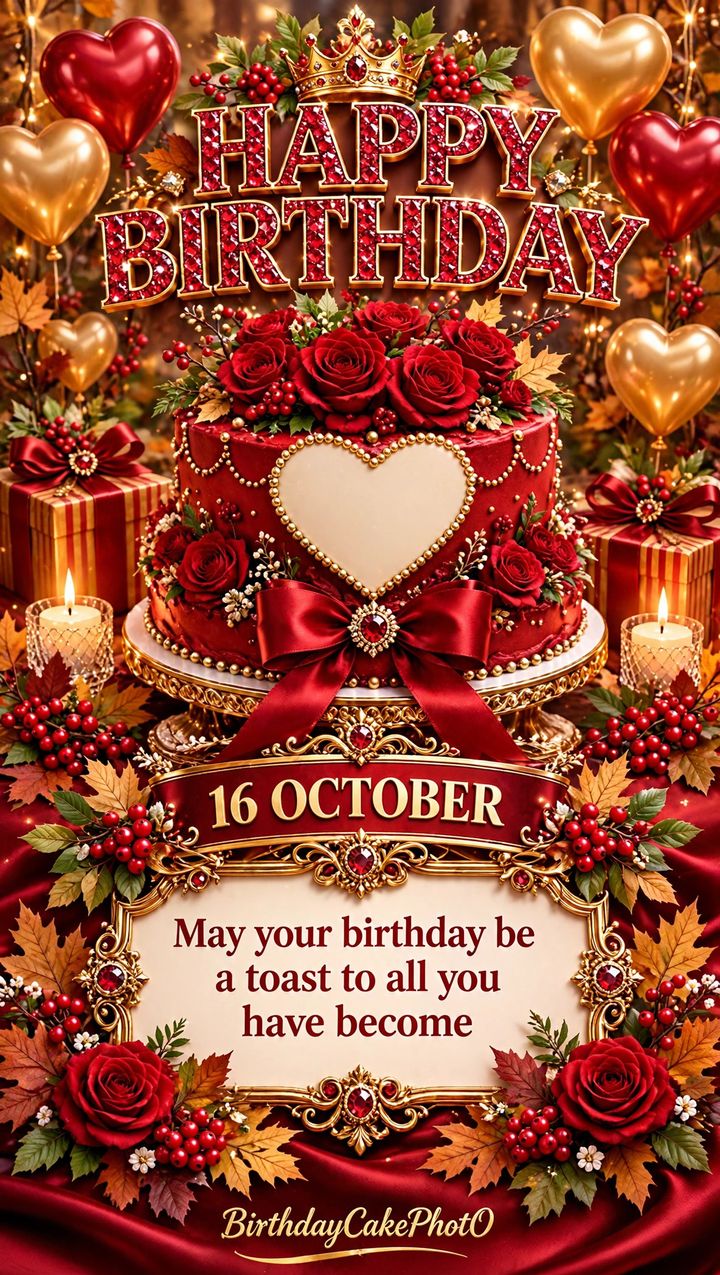 HAPPY
BIRTHDAY
16 OCTOBER
May your birthday be
a toast to all you
have become
BirthdayCakePhotO